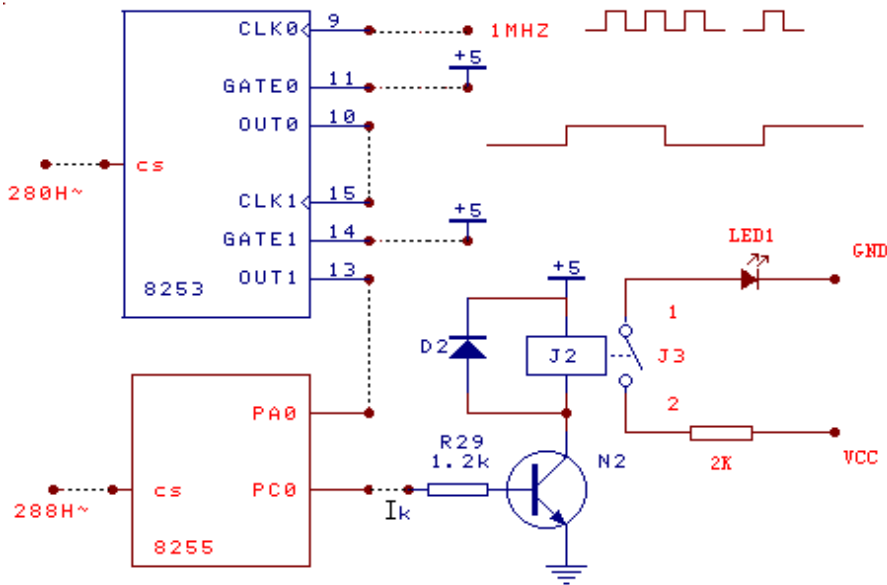 CLK0 9 1MHZ
+5
GATE0 11
OUT0 10
cs
280H~
CLK1 15
+5
GATE1 14
OUT1 13
8253
LED1
GND
+5
1
D2
J2
J3
2
PA0
R29
1.2k
N2
2K
VCC
cs
PC0
288H~
Ik
8255